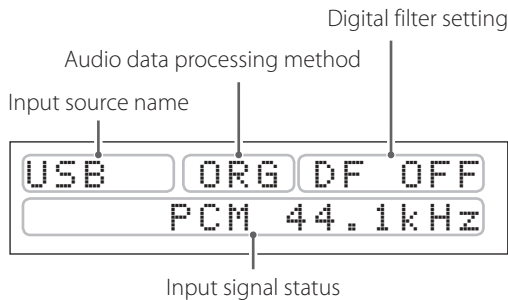 Digital filter setting
Audio data processing method
Input source name
USB ORG DF OFF
PCM 44.1kHz
Input signal status